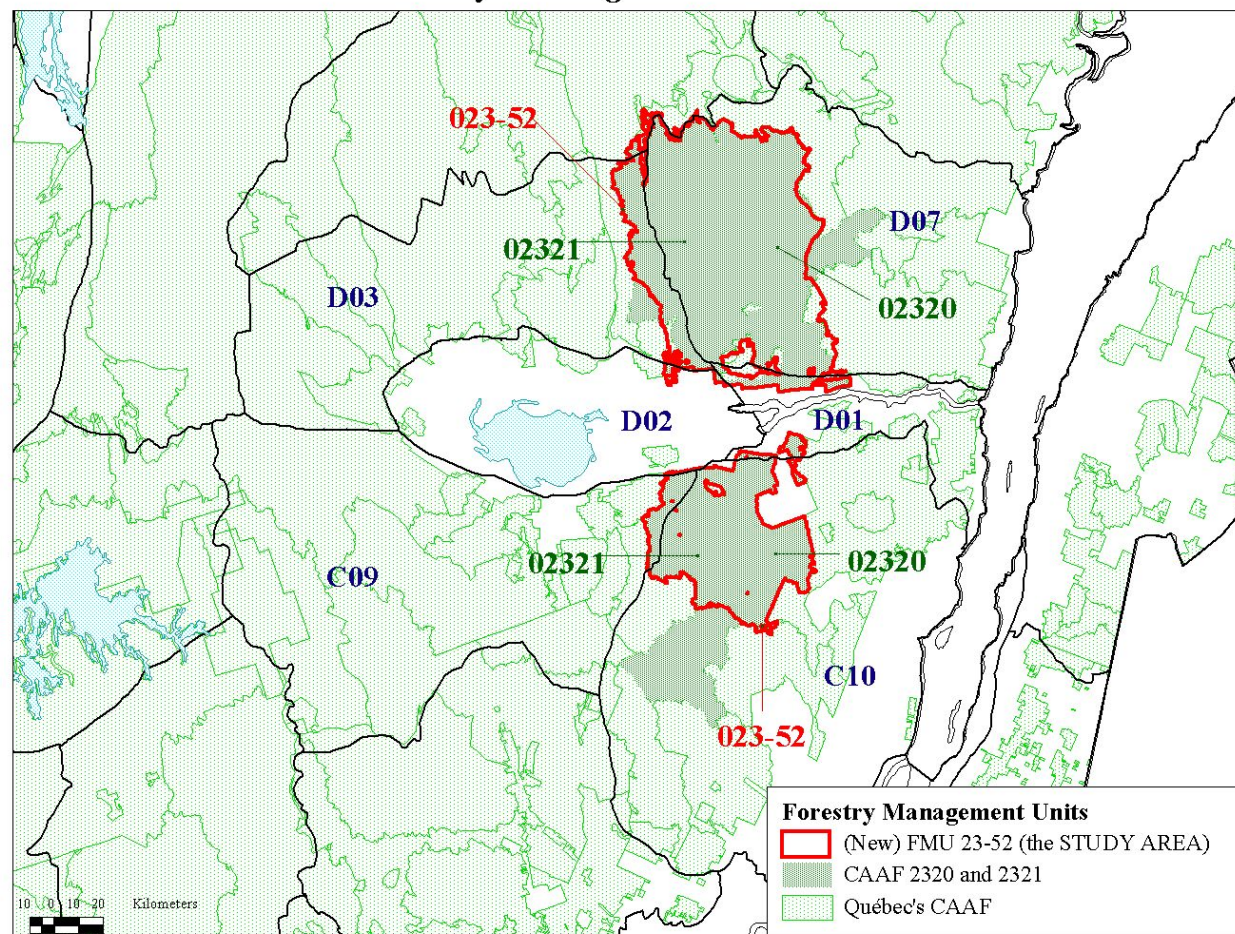 023-52
D07
02321
D03
02320
D02
D01
02321
02320
C09
C10
023-52
Forestry Management Units
(New) FMU 23-52 (the STUDY AREA)
CAAF 2320 and 2321
Québec's CAAF
10 0 10 20 Kilometers